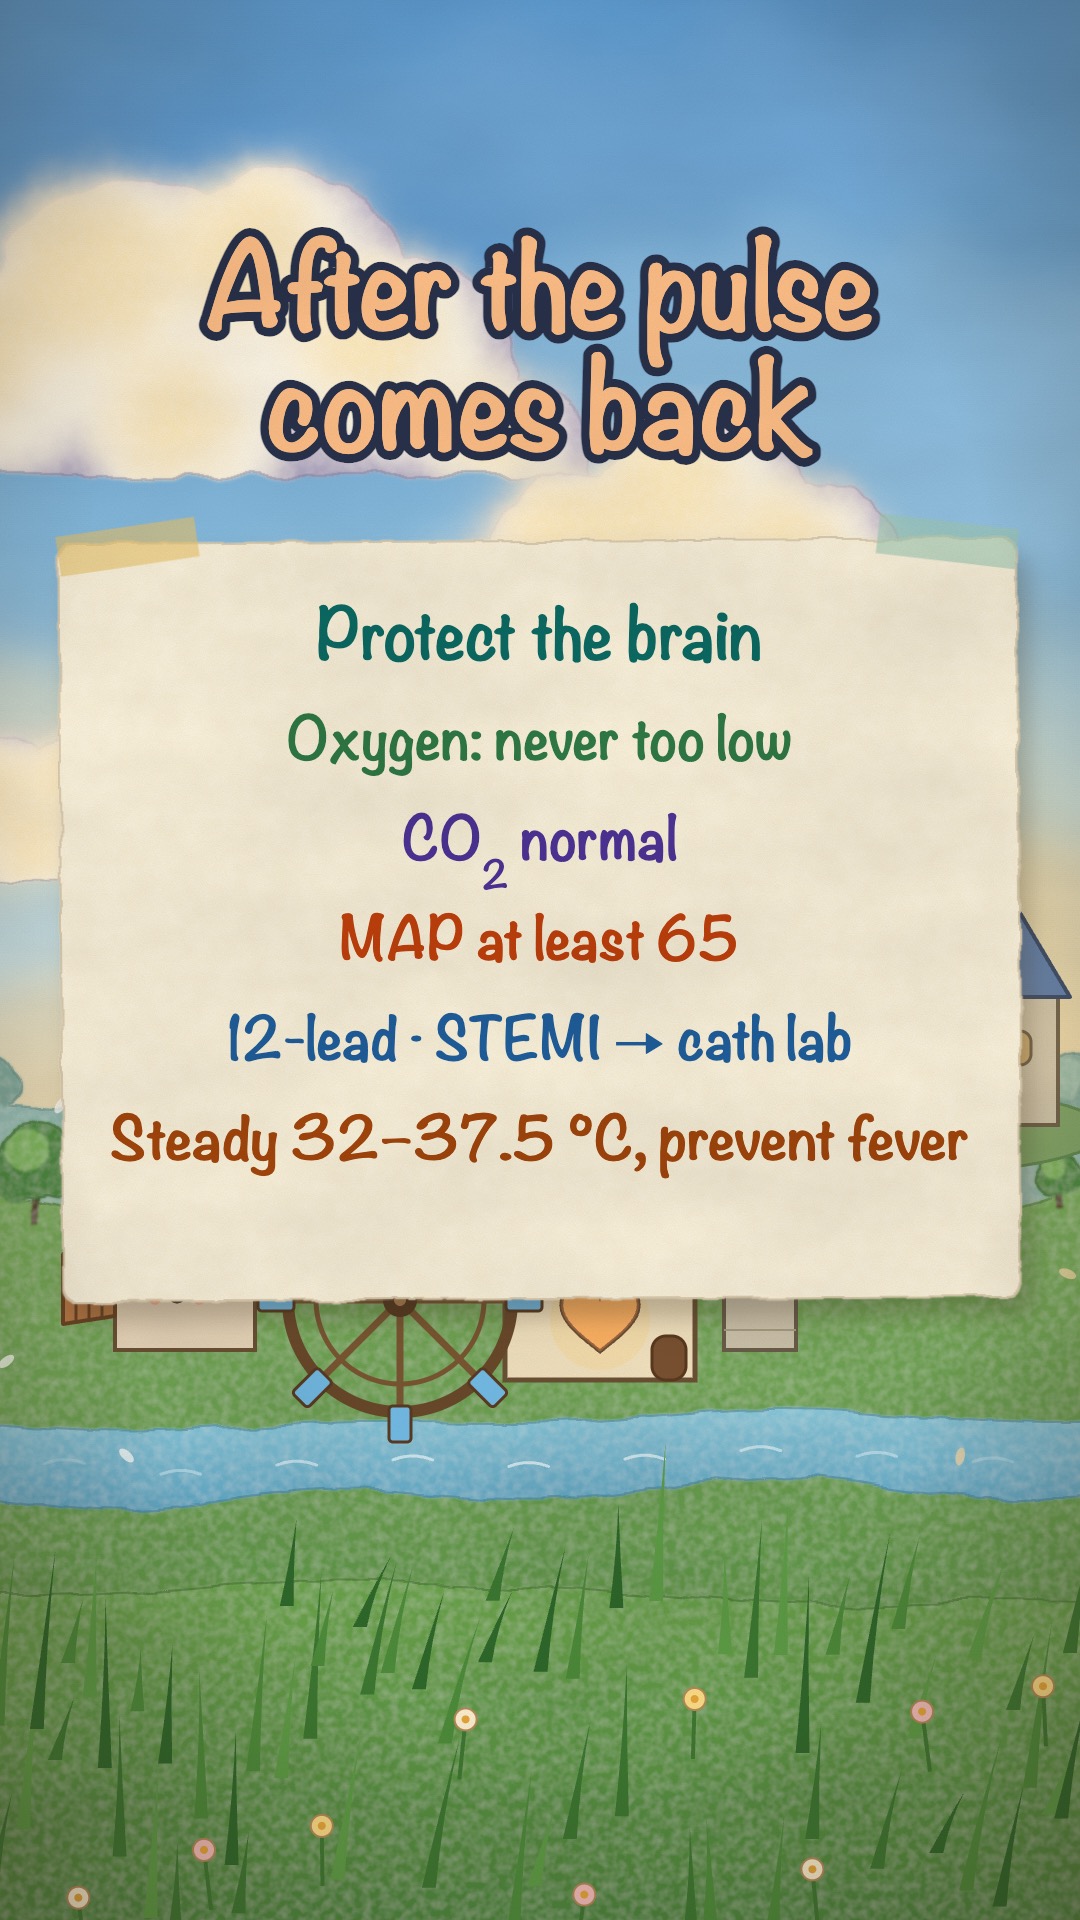 After the pulse
comes back
Protect the brain
Oxygen: never too low
CO₂ normal
MAP at least 65
12-lead · STEMI → cath lab
Steady 32–37.5 °C, prevent fever